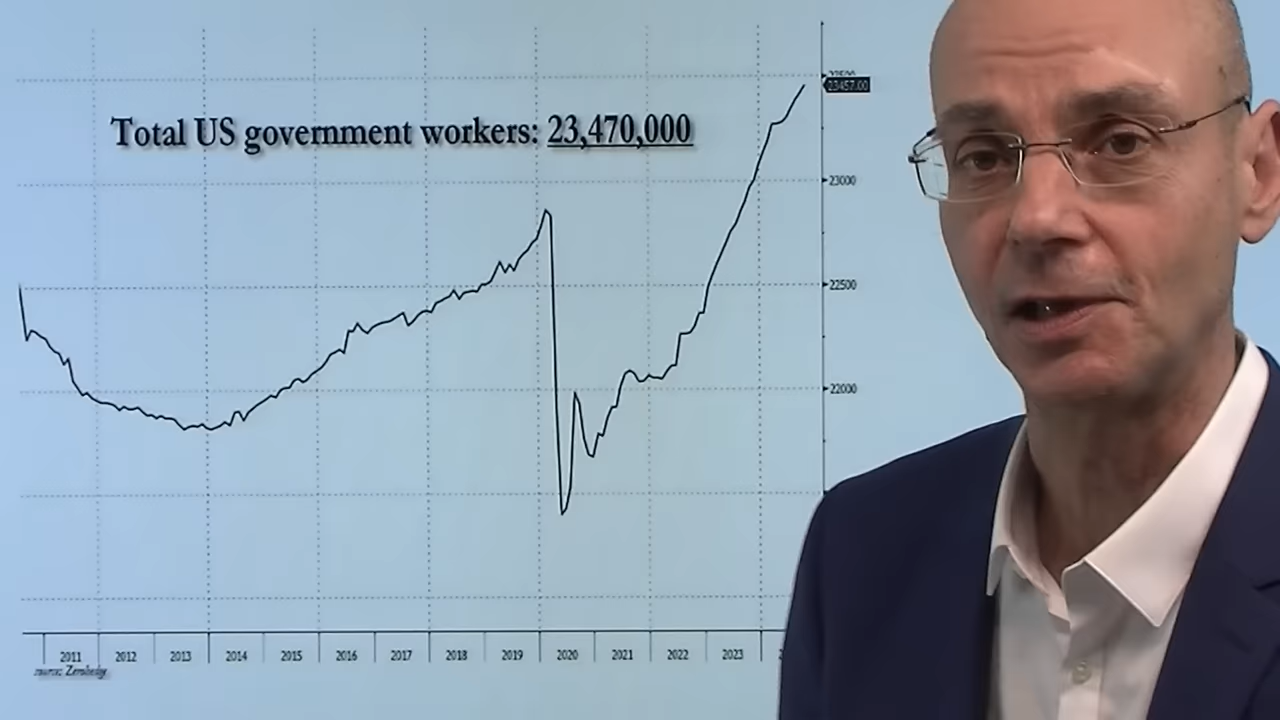 Total US government workers: 23,470,000
23457.00
23000
22500
22000
2011 2012 2013 2014 2015 2016 2017 2018 2019 2020 2021 2022 2023
source: Zerohedge